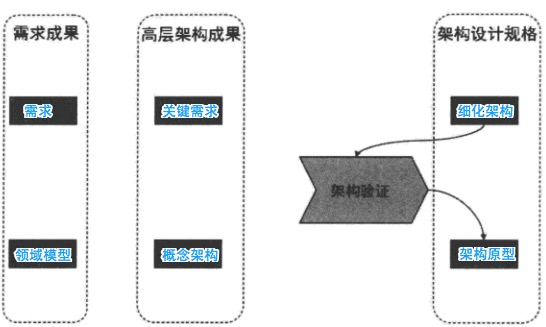 需求成果
高层架构成果
架构设计规格
需求
关键需求
细化架构
架构验证
领域模型
概念架构
架构原型